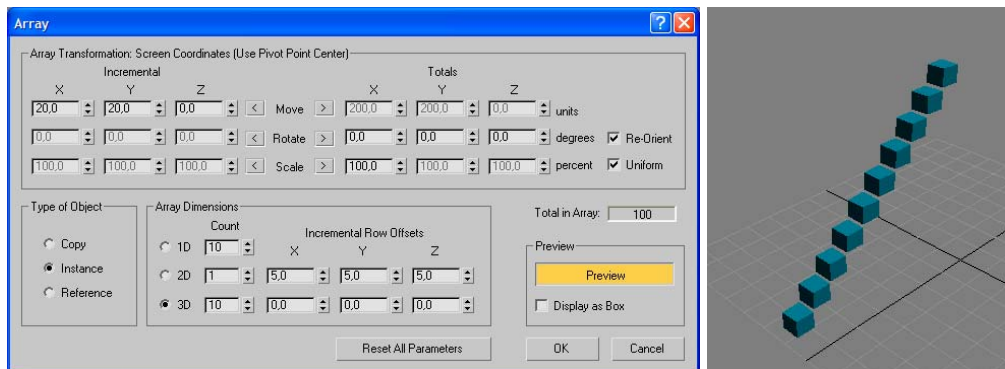 Array
Array Transformation: Screen Coordinates (Use Pivot Point Center)
Incremental Totals
X Y Z X Y Z
20,0 20,0 0,0 < Move > 200,0 200,0 0,0 units
0,0 0,0 0,0 < Rotate > 0,0 0,0 0,0 degrees Re-Orient
100,0 100,0 100,0 < Scale > 100,0 100,0 100,0 percent Uniform
Type of Object
Copy
Instance
Reference
Array Dimensions
Count Incremental Row Offsets
X Y Z
1D 10
2D 1 5,0 5,0 5,0
3D 10 0,0 0,0 0,0
Total in Array: 100
Preview
Preview
Display as Box
Reset All Parameters OK Cancel